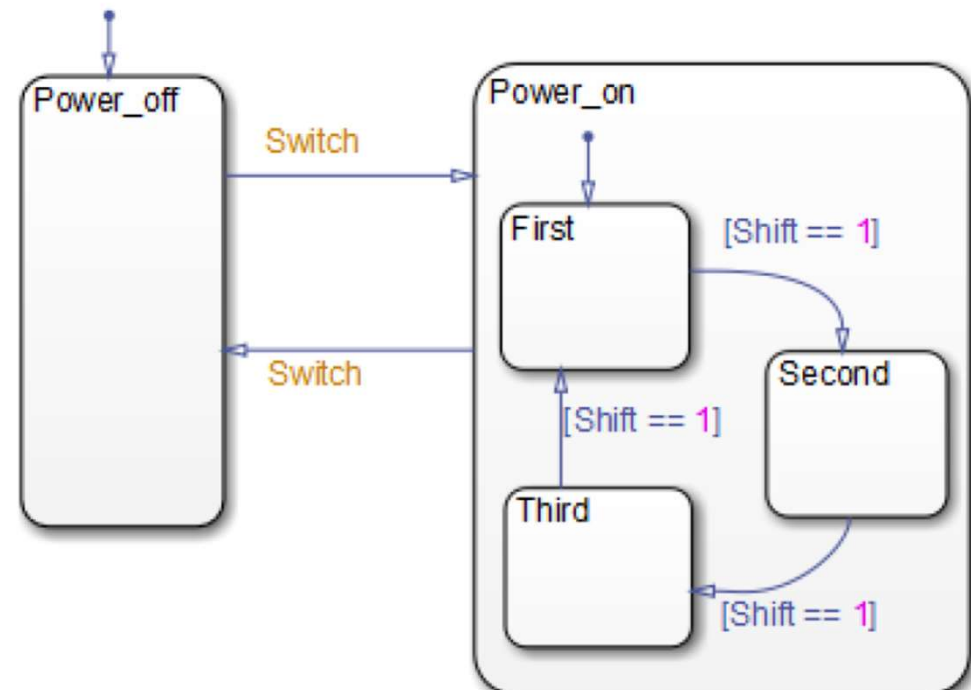 Power_off
Switch
Switch
Power_on
First
[Shift == 1]
Second
[Shift == 1]
Third
[Shift == 1]